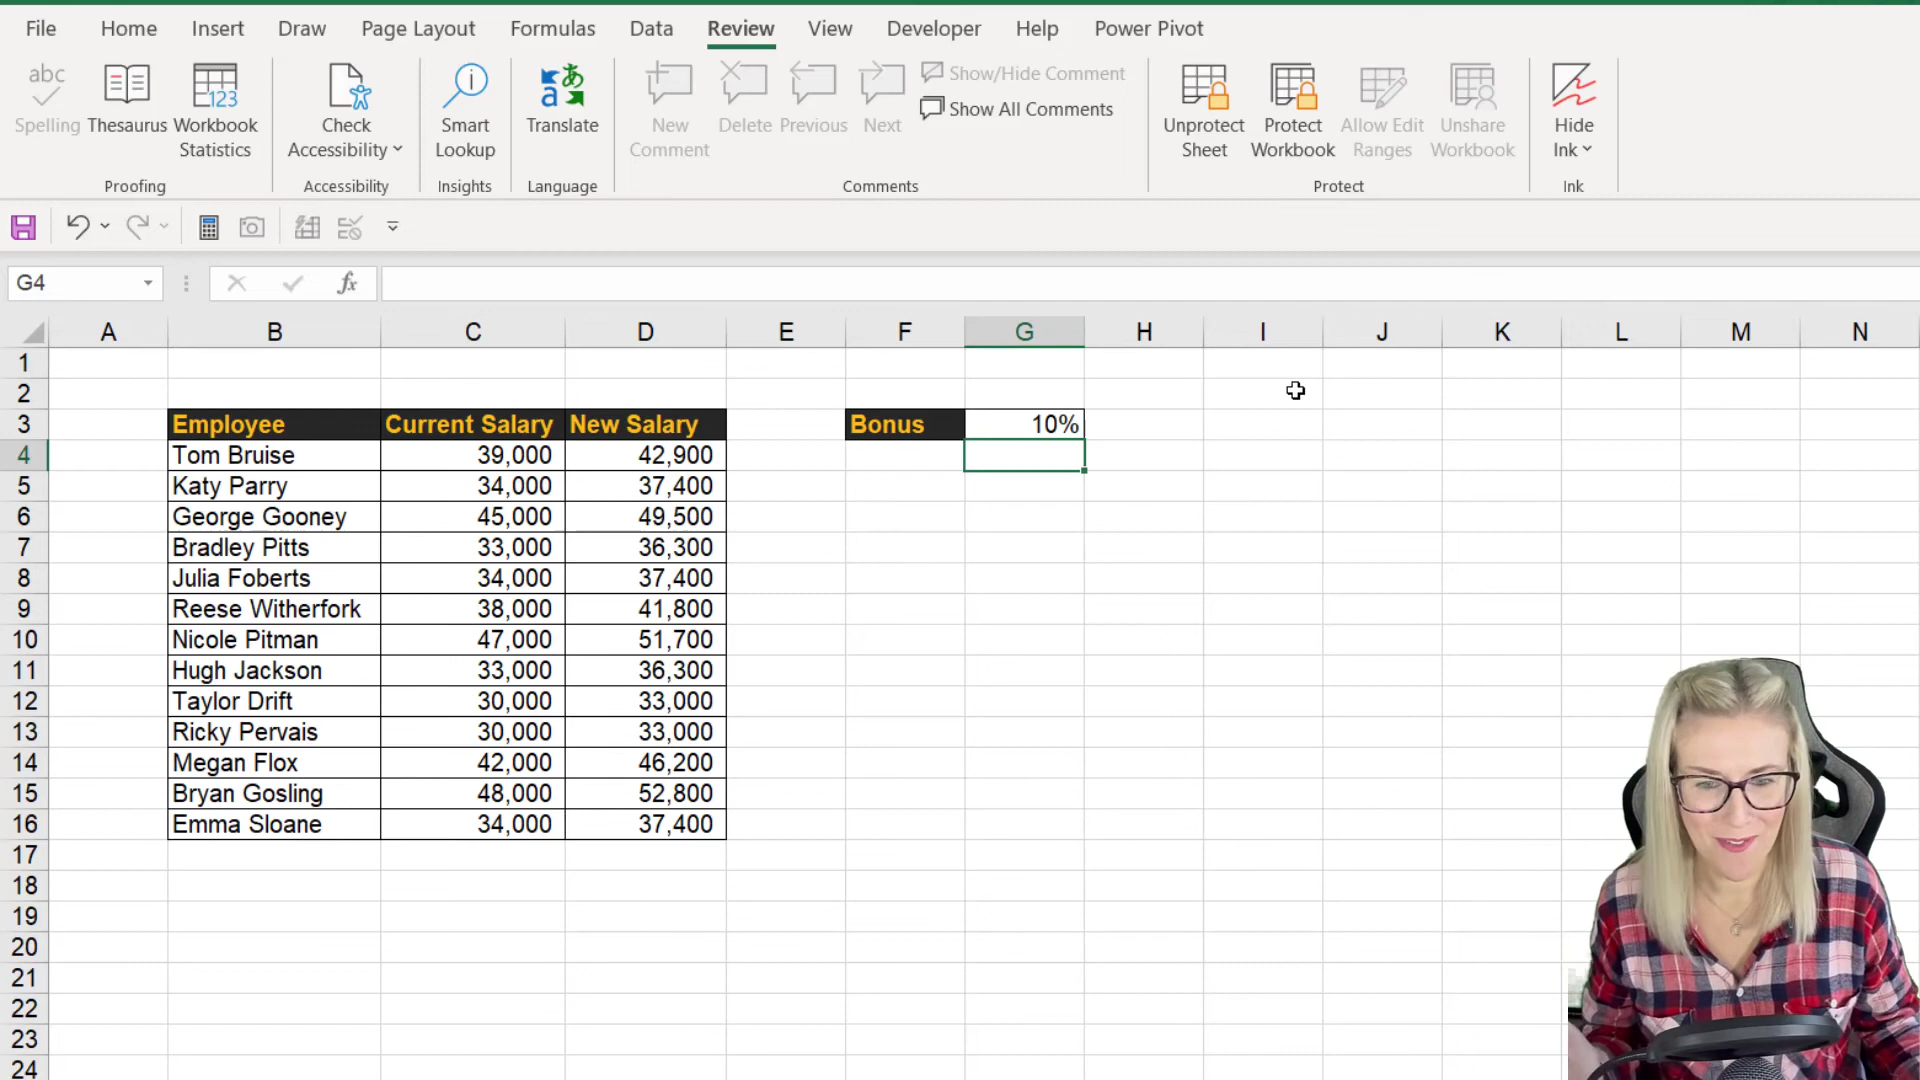 File Home Insert Draw Page Layout Formulas Data Review View Developer Help Power Pivot
abc
Spelling
Thesaurus
123
Workbook
Statistics
Proofing
Check
Accessibility
Accessibility
Smart
Lookup
Insights
Translate
Language
New
Comment
Delete
Previous
Next
Show/Hide Comment
Show All Comments
Comments
Unprotect
Sheet
Protect
Workbook
Allow Edit
Ranges
Unshare
Workbook
Protect
Hide
Ink
Ink
G4
fx
A B C D E F G H I J K L M N
1
2
3 Employee Current Salary New Salary Bonus 10%
4 Tom Bruise 39,000 42,900
5 Katy Parry 34,000 37,400
6 George Gooney 45,000 49,500
7 Bradley Pitts 33,000 36,300
8 Julia Foberts 34,000 37,400
9 Reese Witherfork 38,000 41,800
10 Nicole Pitman 47,000 51,700
11 Hugh Jackson 33,000 36,300
12 Taylor Drift 30,000 33,000
13 Ricky Pervais 30,000 33,000
14 Megan Flox 42,000 46,200
15 Bryan Gosling 48,000 52,800
16 Emma Sloane 34,000 37,400
17
18
19
20
21
22
23
24